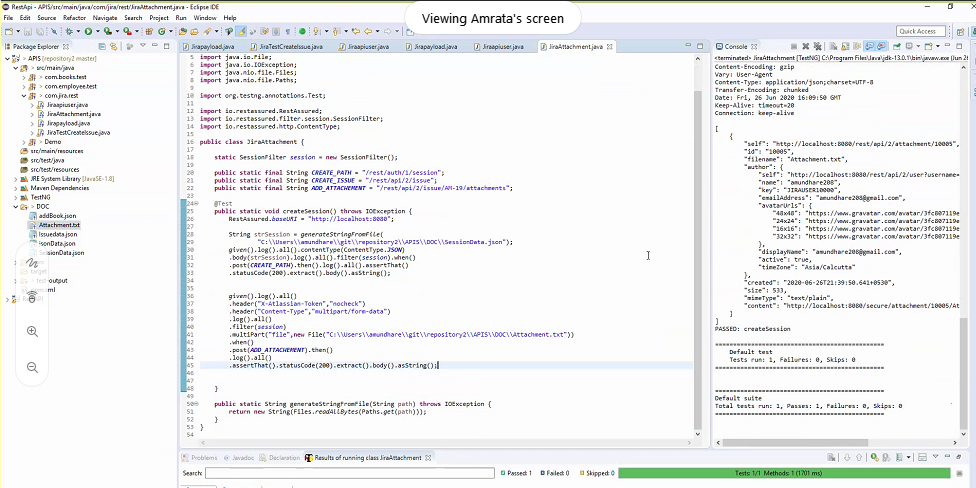 Viewing Amrata's screen
RestApi - APIS/src/main/java/com/jira/rest/JiraAttachment.java - Eclipse IDE
File Edit Source Refactor Navigate Search Project Run Window Help
Quick Access
Package Explorer
APIS (repository2 master)
src/main/java
com.books.test
com.employee.test
com.jira.rest
Jirapiuser.java
JiraAttachment.java
Jirapayload.java
JiraTestCreateIssue.java
Demo
src/main/resources
src/test/java
src/test/resources
JRE System Library [JavaSE-1.8]
Maven Dependencies
TestNG
DOC
addBook.json
Attachment.txt
Issuedata.json
target
test-output
Jirapayload.java JiraTestCreateIssue.java Jiraapiuser.java Jirapayload.java Jiraapiuser.java JiraAttachment.java
5 import java.io.File;
6 import java.io.IOException;
7 import java.nio.file.Files;
8 import java.nio.file.Paths;
9
10 import org.testng.annotations.Test;
11
12 import io.restassured.RestAssured;
13 import io.restassured.filter.session.SessionFilter;
14 import io.restassured.http.ContentType;
15
16 public class JiraAttachment {
17
18 static SessionFilter session = new SessionFilter();
19
20 public static final String CREATE_PATH = "/rest/auth/1/session";
21 public static final String CREATE_ISSUE = "/rest/api/2/issue";
22 public static final String ADD_ATTACHEMENT = "/rest/api/2/issue/AM-19/attachments";
23
24 @Test
25 public static void createSession() throws IOException {
26 RestAssured.baseURI = "http://localhost:8080";
27
28 String strSession = generateStringFromFile(
29 "C:\\Users\\amundhare\\git\\repository2\\APIS\\DOC\\SessionData.json");
30 given().log().all().contentType(ContentType.JSON)
31 .body(strSession).log().all().filter(session).when()
32 .post(CREATE_PATH).then().log().all().assertThat()
33 .statusCode(200).extract().body().asString();
34
35
36 given().log().all()
37 .header("X-Atlassian-Token","nocheck")
38 .header("Content-Type","multipart/form-data")
39 .log().all()
40 .filter(session)
41 .multiPart("file",new File("C:\\Users\\amundhare\\git\\repository2\\APIS\\DOC\\Attachment.txt"))
42 .when()
43 .post(ADD_ATTACHEMENT).then()
44 .log().all()
45 .assertThat().statusCode(200).extract().body().asString();
46
47
48 }
49
50 public static String generateStringFromFile(String path) throws IOException {
51 return new String(Files.readAllBytes(Paths.get(path)));
52 }
53 }
54
Console
<terminated> JiraAttachment [TestNG] C:\Program Files\Java\jdk-13.0.1\bin\javaw.exe (Jun 2
Content-Encoding: gzip
Vary: User-Agent
Content-Type: application/json;charset=UTF-8
Transfer-Encoding: chunked
Date: Fri, 26 Jun 2020 16:09:50 GMT
Keep-Alive: timeout=20
Connection: keep-alive
[
{
"self": "http://localhost:8080/rest/api/2/attachment/10005",
"id": "10005",
"filename": "Attachment.txt",
"author": {
"self": "http://localhost:8080/rest/api/2/user?username=
"name": "amundhare208",
"key": "JIRAUSER10000",
"emailAddress": "amundhare208@gmail.com",
"avatarUrls": {
"48x48": "https://www.gravatar.com/avatar/3fc807119e
"24x24": "https://www.gravatar.com/avatar/3fc807119e
"16x16": "https://www.gravatar.com/avatar/3fc807119e
"32x32": "https://www.gravatar.com/avatar/3fc807119e
},
"displayName": "amundhare208@gmail.com",
"active": true,
"timeZone": "Asia/Calcutta"
},
"created": "2020-06-26T21:39:50.641+0530",
"size": 533,
"mimeType": "text/plain",
"content": "http://localhost:8080/secure/attachment/10005/At
}
]
PASSED: createSession
===============================================
Default test
Tests run: 1, Failures: 0, Skips: 0
===============================================
===============================================
Default suite
Total tests run: 1, Passes: 1, Failures: 0, Skips: 0
Problems Javadoc Declaration Results of running class JiraAttachment
Search: Passed: 1 Failed: 0 Skipped: 0 Tests: 1/1 Methods: 1 (1701 ms)